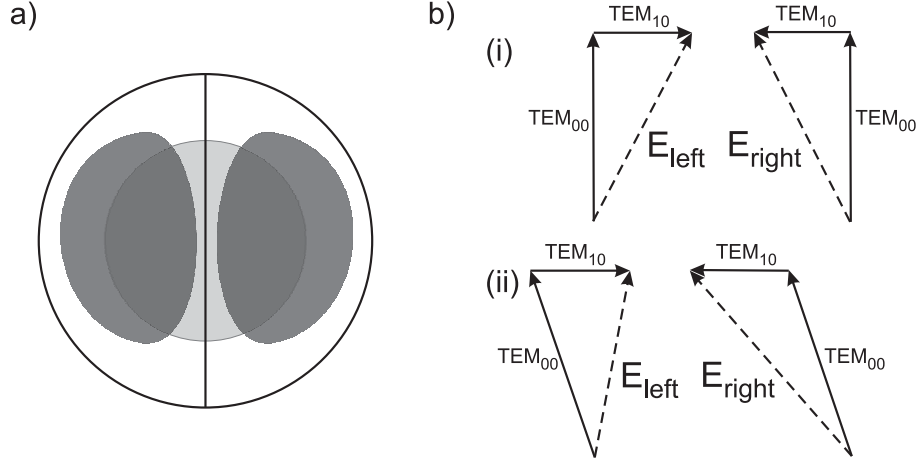 a)
b)
(i)
TEM10
TEM00
Eleft
TEM10
TEM00
Eright
(ii)
TEM10
TEM00
Eleft
TEM10
TEM00
Eright